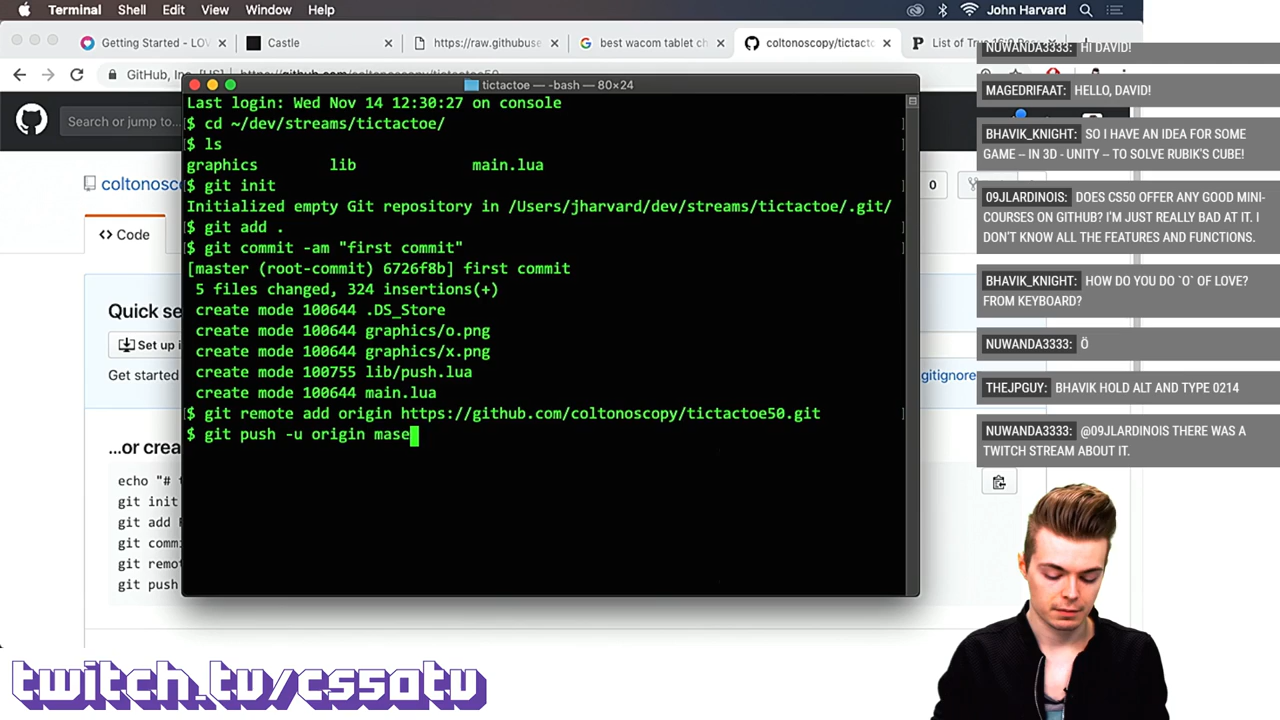 Terminal Shell Edit View Window Help John Harvard
Getting Started - LOV
Castle
https://raw.githubuse
best wacom tablet ch
coltonoscopy/tictacto
List of
GitHub, Inc. [US]
https://github.com/coltonoscopy/tictactoe50
tictactoe — -bash — 80×24
Search or jump to...
coltonosc
0
<> Code
Quick se
Set up i
Get started
gitignore
...or crea
echo "# t
git init
git add R
git commi
git remot
git push
Last login: Wed Nov 14 12:30:27 on console
$ cd ~/dev/streams/tictactoe/
$ ls
graphics lib main.lua
$ git init
Initialized empty Git repository in /Users/jharvard/dev/streams/tictactoe/.git/
$ git add .
$ git commit -am "first commit"
[master (root-commit) 6726f8b] first commit
5 files changed, 324 insertions(+)
create mode 100644 .DS_Store
create mode 100644 graphics/o.png
create mode 100644 graphics/x.png
create mode 100755 lib/push.lua
create mode 100644 main.lua
$ git remote add origin https://github.com/coltonoscopy/tictactoe50.git
$ git push -u origin mase
NUWANDA3333: HI DAVID!
MAGEDRIFAAT: HELLO, DAVID!
BHAVIK_KNIGHT: SO I HAVE AN IDEA FOR SOME
GAME -- IN 3D - UNITY -- TO SOLVE RUBIK'S CUBE!
09JLARDINOIS: DOES CS50 OFFER ANY GOOD MINI-
COURSES ON GITHUB? I'M JUST REALLY BAD AT IT. I
DON'T KNOW ALL THE FEATURES AND FUNCTIONS.
BHAVIK_KNIGHT: HOW DO YOU DO `O` OF LOVE?
FROM KEYBOARD?
NUWANDA3333: Ö
THEJPGUY: BHAVIK HOLD ALT AND TYPE 0214
NUWANDA3333: @09JLARDINOIS THERE WAS A
TWITCH STREAM ABOUT IT.
twitch.tv/cs50tv